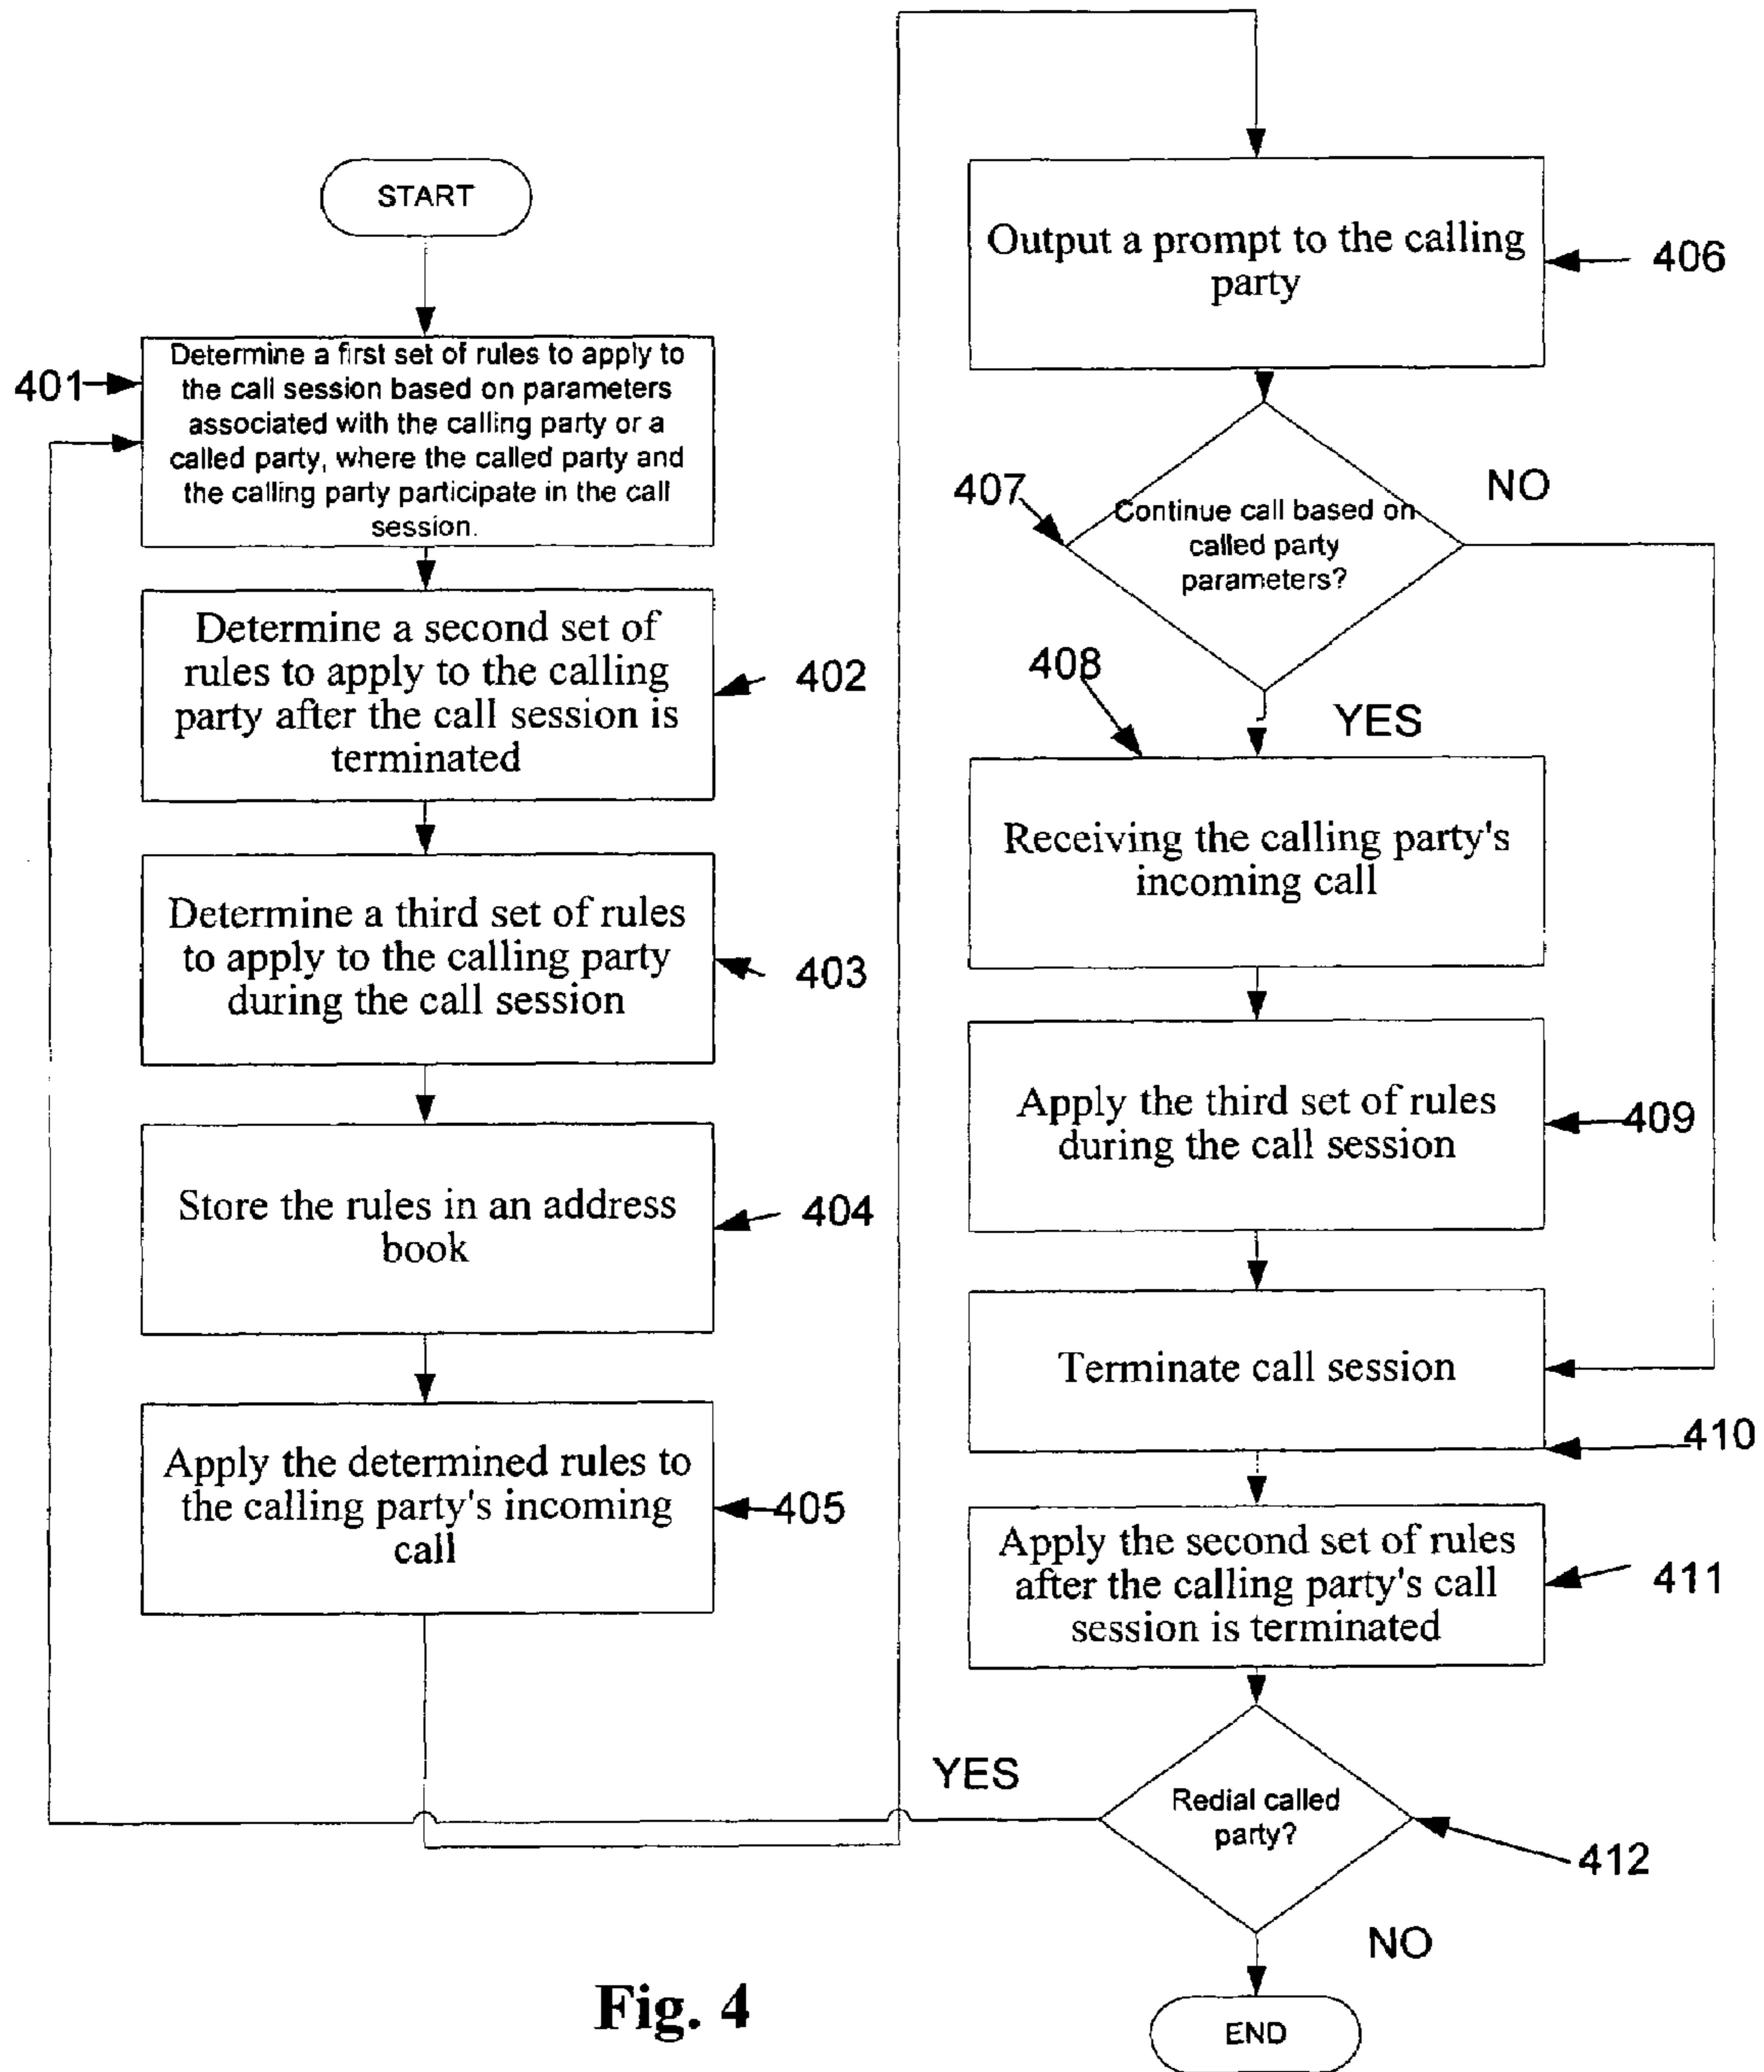 START
401
Determine a first set of rules to apply to
the call session based on parameters
associated with the calling party or a
called party, where the called party and
the calling party participate in the call
session.
Determine a second set of
rules to apply to the calling
party after the call session is
terminated
402
Determine a third set of rules
to apply to the calling party
during the call session
403
Store the rules in an address
book
404
Apply the determined rules to
the calling party's incoming
call
405
Output a prompt to the calling
party
406
407
Continue call based on
called party
parameters?
NO
YES
408
Receiving the calling party's
incoming call
Apply the third set of rules
during the call session
409
Terminate call session
410
Apply the second set of rules
after the calling party's call
session is terminated
411
YES
Redial called
party?
412
NO
END
Fig. 4